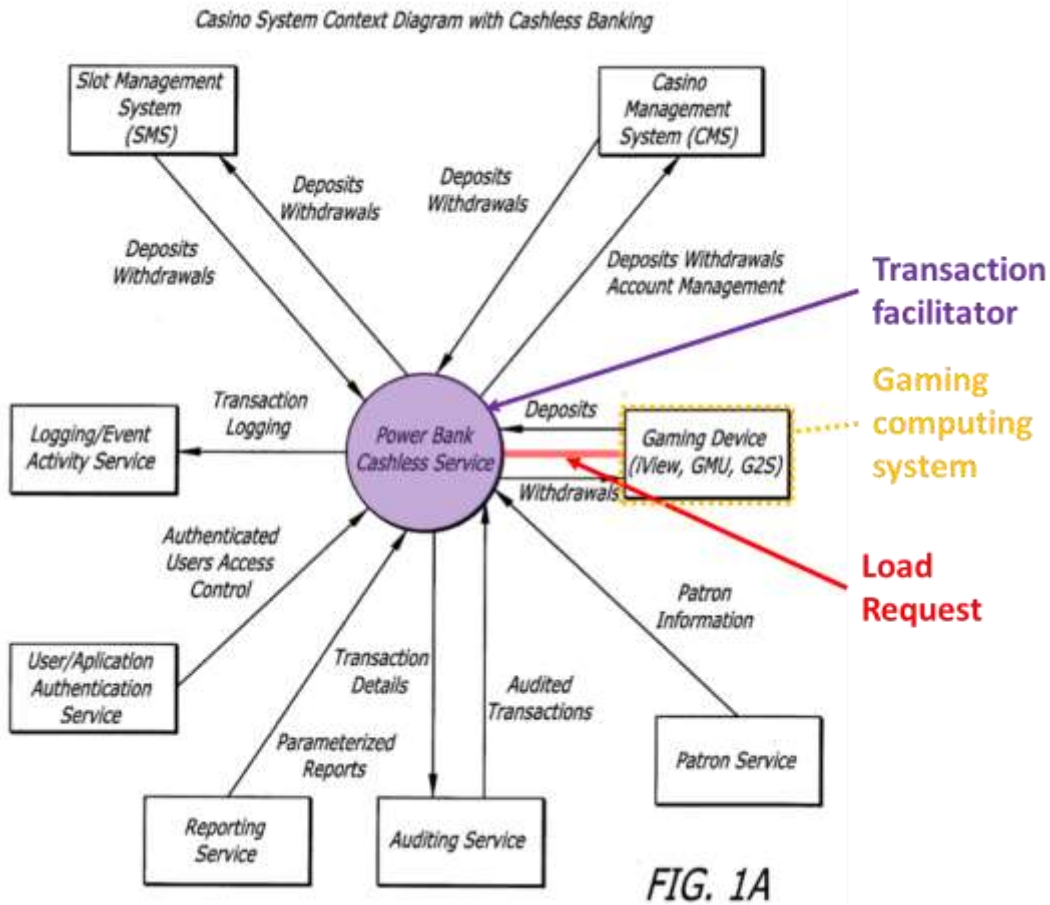 Casino System Context Diagram with Cashless Banking
Slot Management
System
(SMS)
Casino
Management
System (CMS)
Deposits
Withdrawals
Deposits
Withdrawals
Deposits
Withdrawals
Deposits Withdrawals
Account Management
Transaction
facilitator
Transaction
Logging
Logging/Event
Activity Service
Power Bank
Cashless Service
Deposits
Gaming Device
(iView, GMU, G2S)
Withdrawals
Gaming
computing
system
Authenticated
Users Access
Control
Load
Request
Patron
Information
User/Aplication
Authentication
Service
Transaction
Details
Audited
Transactions
Parameterized
Reports
Patron Service
Reporting
Service
Auditing Service
FIG. 1A